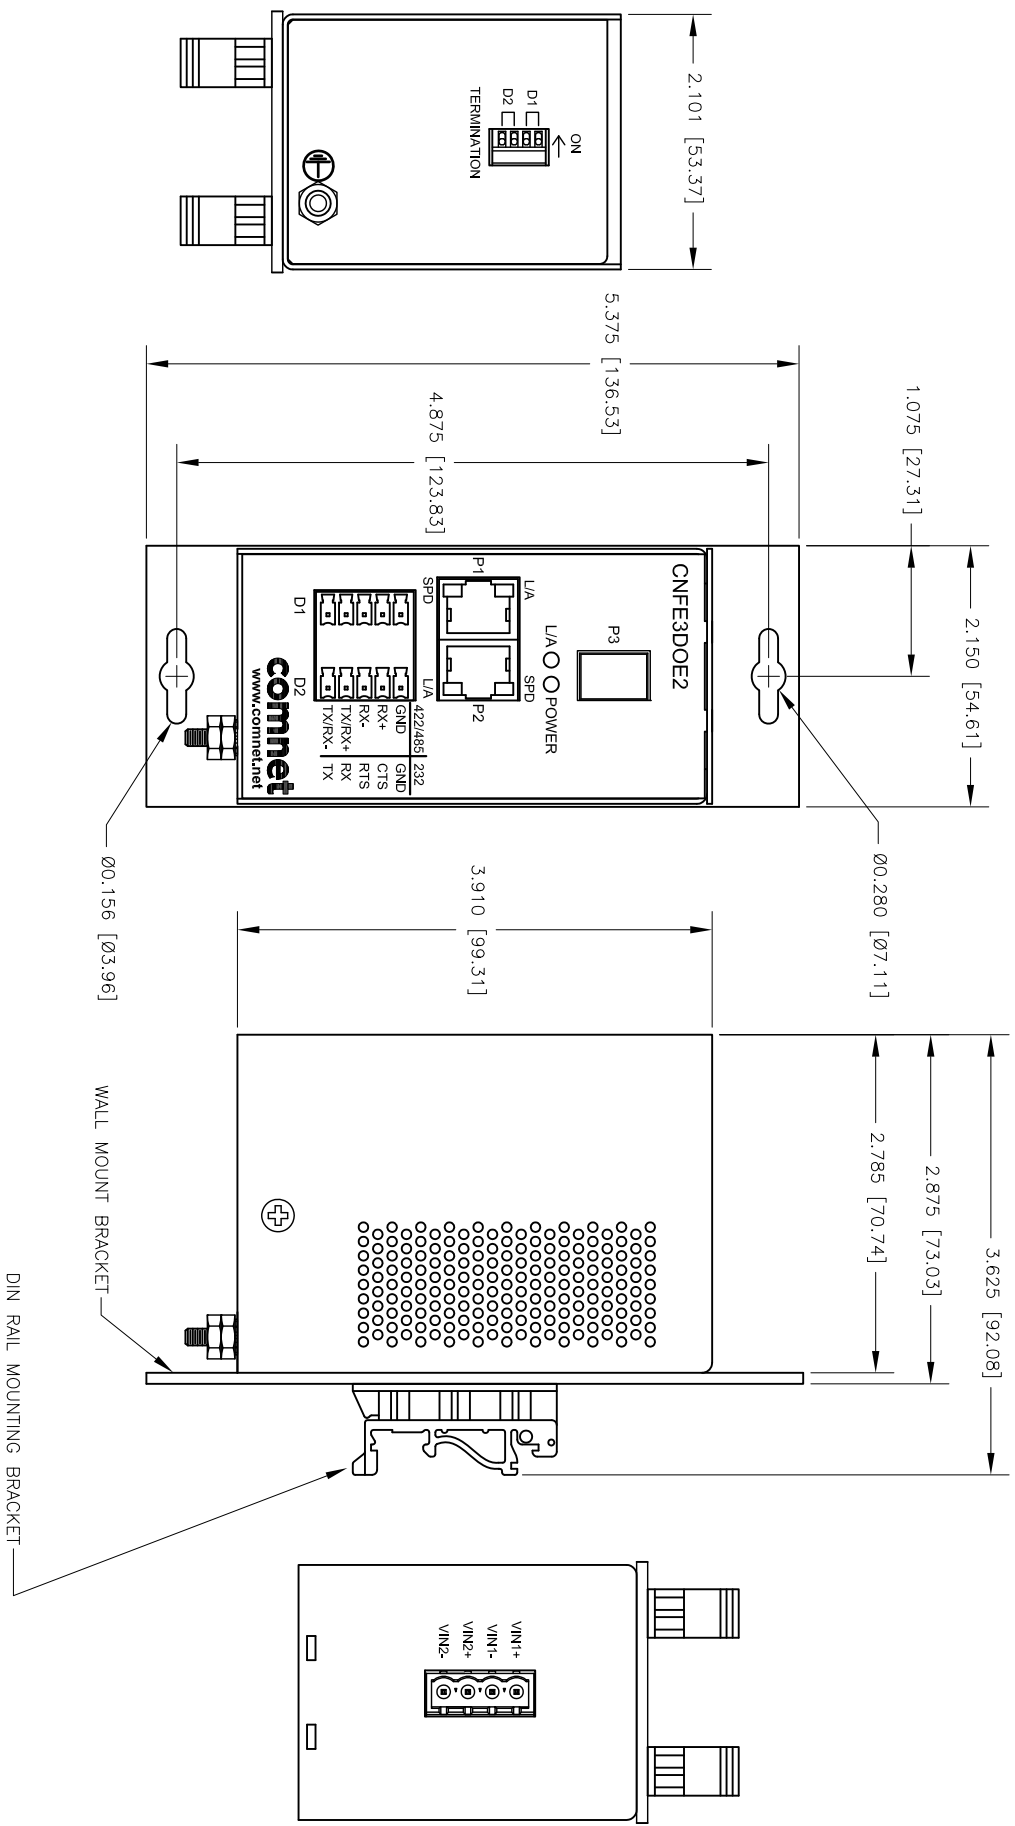 2.101 [53.37]
ON
D1
D2
TERMINATION
1.075 [27.31]
2.150 [54.61]
5.375 [136.53]
4.875 [123.83]
Ø0.280 [Ø7.11]
Ø0.156 [Ø3.96]
CNFE3DOE2
P3
L/A
POWER
L/A
SPD
P1
SPD
L/A
P2
D1
D2
422/485 232
GND GND
RX+ CTS
RX- RTS
TX/RX+ RX
TX/RX- TX
comnet
www.comnet.net
3.625 [92.08]
2.875 [73.03]
2.785 [70.74]
3.910 [99.31]
WALL MOUNT BRACKET
DIN RAIL MOUNTING BRACKET
VIN1+
VIN1-
VIN2+
VIN2-